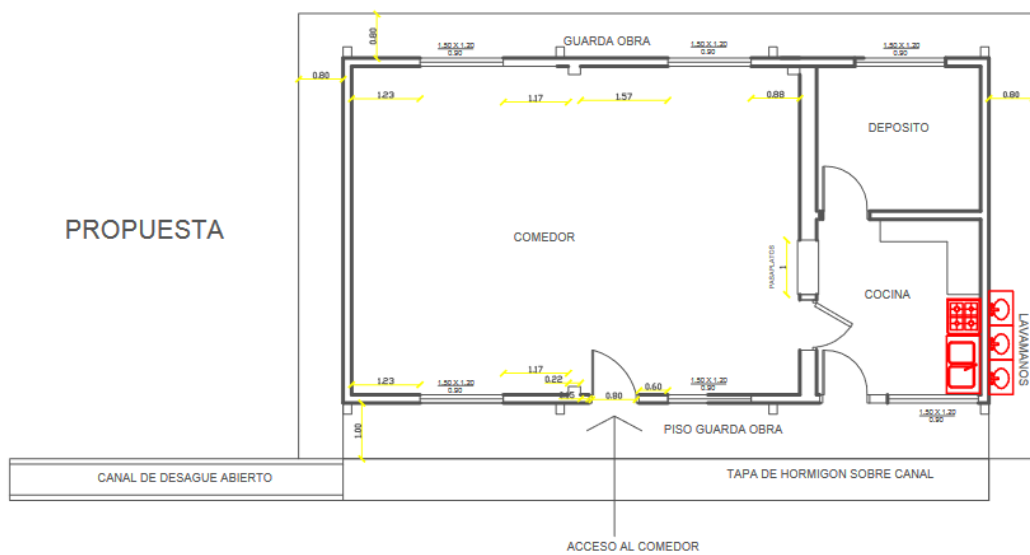 0.80
1.50 X 1.20
0.90
GUARDA OBRA
1.50 X 1.20
0.90
1.50 X 1.20
0.90
0.80
1.23
1.17
1.57
0.88
0.80
DEPOSITO
PROPUESTA
COMEDOR
PASAPLATOS
1
COCINA
LAVAMANOS
1.17
1.23
1.50 X 1.20
0.90
0.22
0.60
1.50 X 1.20
0.90
0.80
1.50 X 1.20
0.90
1.00
PISO GUARDA OBRA
CANAL DE DESAGUE ABIERTO
TAPA DE HORMIGON SOBRE CANAL
ACCESO AL COMEDOR